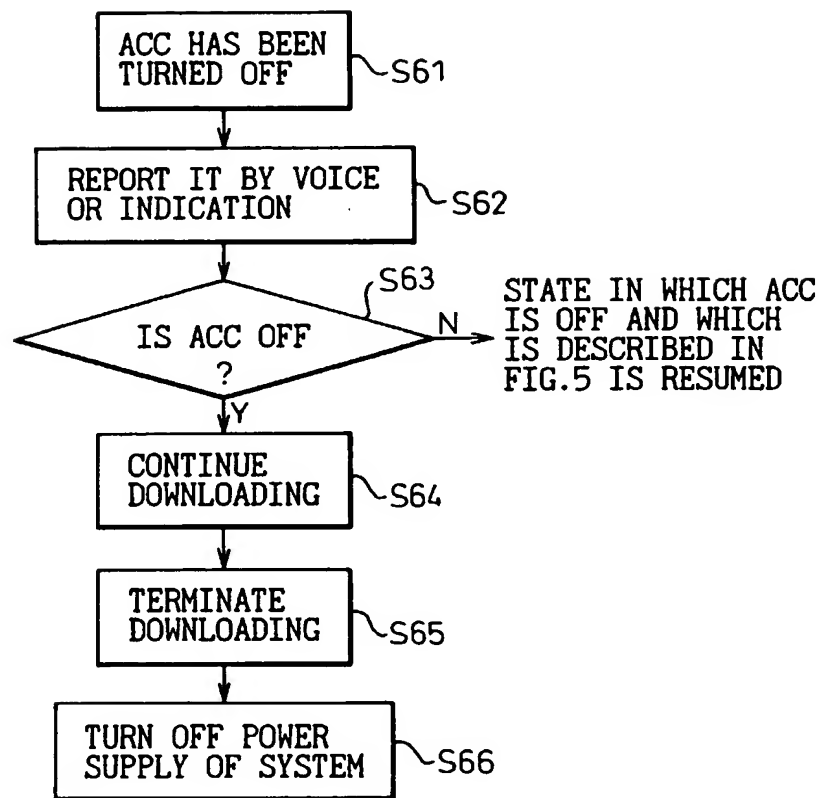 ACC HAS BEEN
TURNED OFF
S61
REPORT IT BY VOICE
OR INDICATION
S62
S63
IS ACC OFF
?
N
STATE IN WHICH ACC
IS OFF AND WHICH
IS DESCRIBED IN
FIG.5 IS RESUMED
Y
CONTINUE
DOWNLOADING
S64
TERMINATE
DOWNLOADING
S65
TURN OFF POWER
SUPPLY OF SYSTEM
S66